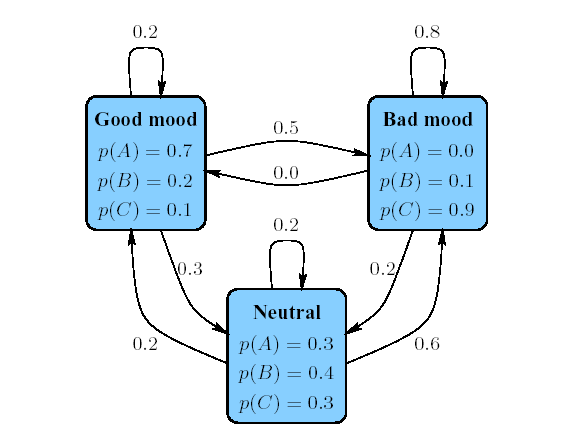 0.2
0.8
Good mood
p(A) = 0.7
p(B) = 0.2
p(C) = 0.1
0.5
0.0
Bad mood
p(A) = 0.0
p(B) = 0.1
p(C) = 0.9
0.3
0.2
0.2
0.2
0.6
Neutral
p(A) = 0.3
p(B) = 0.4
p(C) = 0.3